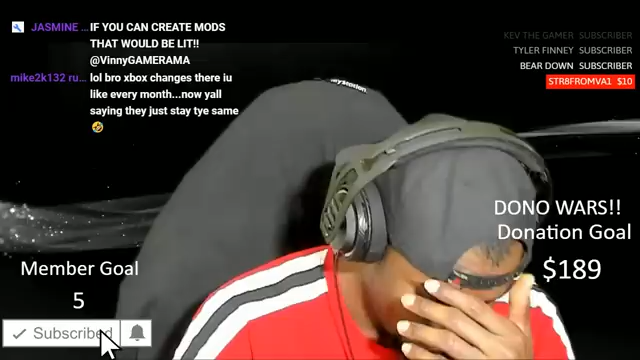 JASMINE ... IF YOU CAN CREATE MODS
THAT WOULD BE LIT!!
@VinnyGAMERAMA
mike2k132 ru... lol bro xbox changes there iu
like every month...now yall
saying they just stay tye same
KEV THE GAMER SUBSCRIBER
TYLER FINNEY SUBSCRIBER
BEAR DOWN SUBSCRIBER
STR8FROMVA1 $10
DONO WARS!!
Donation Goal
$189
Member Goal
5
Subscribed